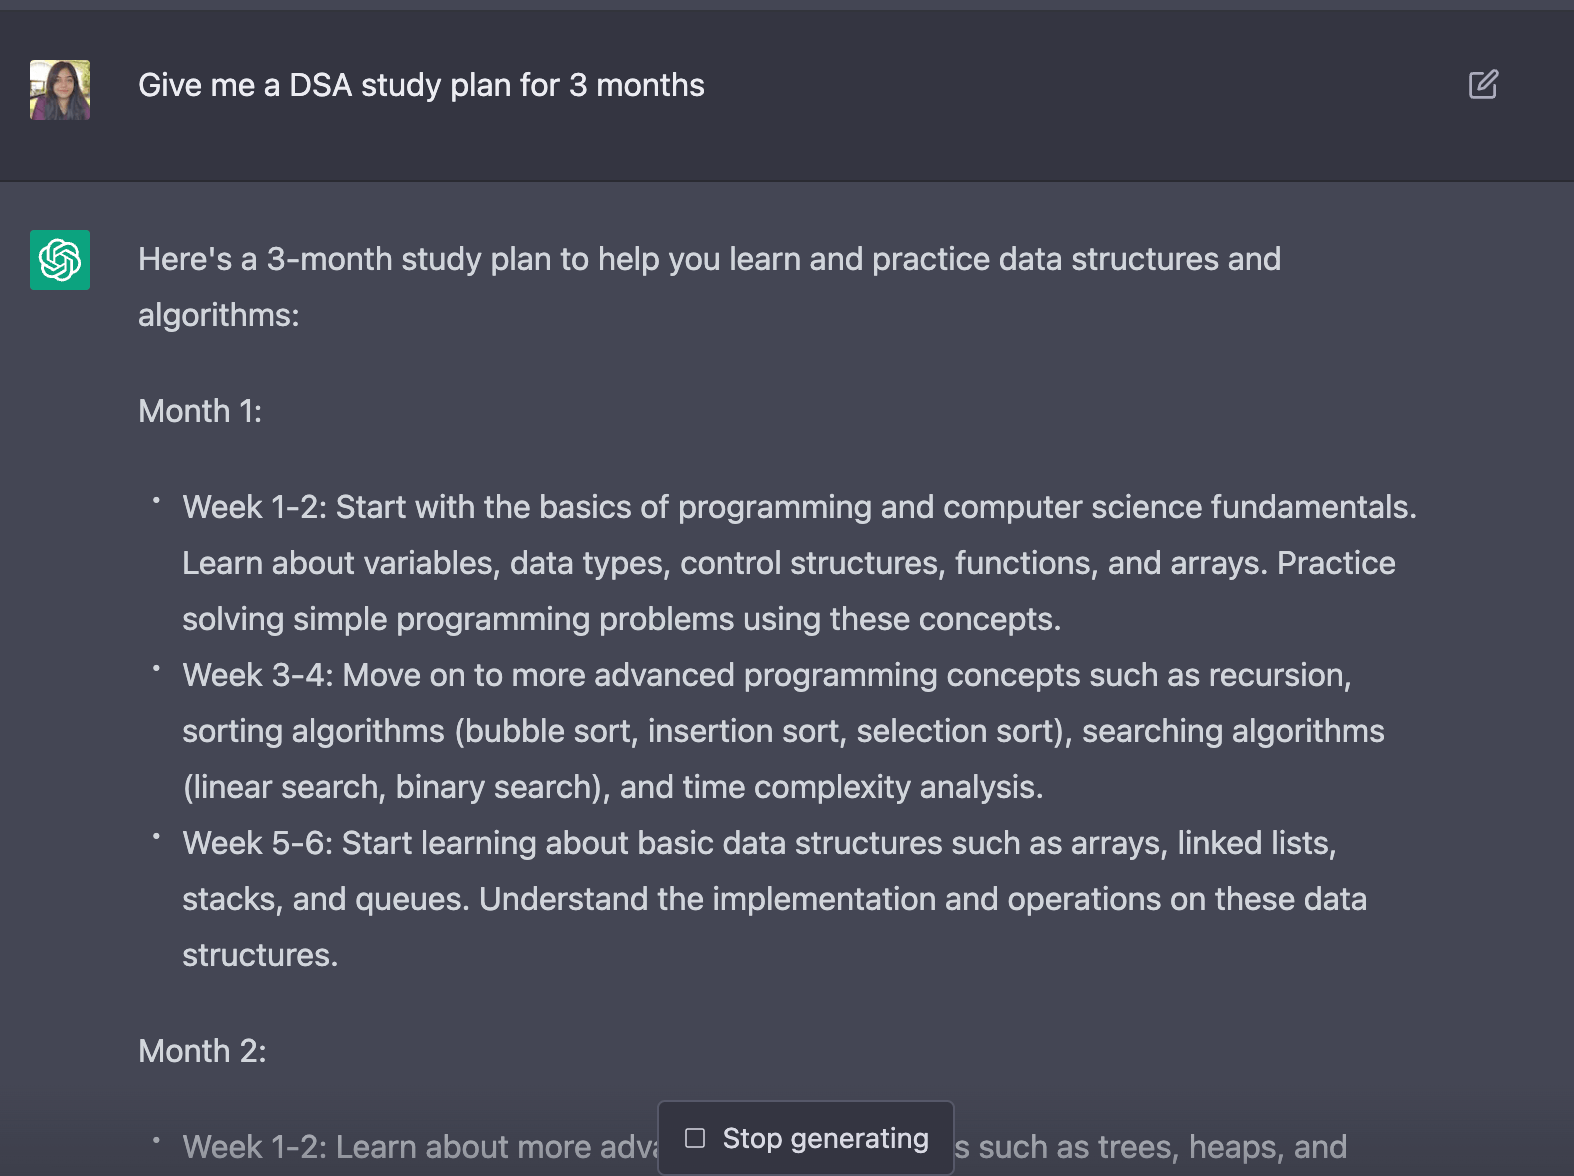 Give me a DSA study plan for 3 months
Here's a 3-month study plan to help you learn and practice data structures and
algorithms:
Month 1:
• Week 1-2: Start with the basics of programming and computer science fundamentals.
Learn about variables, data types, control structures, functions, and arrays. Practice
solving simple programming problems using these concepts.
• Week 3-4: Move on to more advanced programming concepts such as recursion,
sorting algorithms (bubble sort, insertion sort, selection sort), searching algorithms
(linear search, binary search), and time complexity analysis.
• Week 5-6: Start learning about basic data structures such as arrays, linked lists,
stacks, and queues. Understand the implementation and operations on these data
structures.
Month 2:
• Week 1-2: Learn about more such as trees, heaps, and
Stop generating